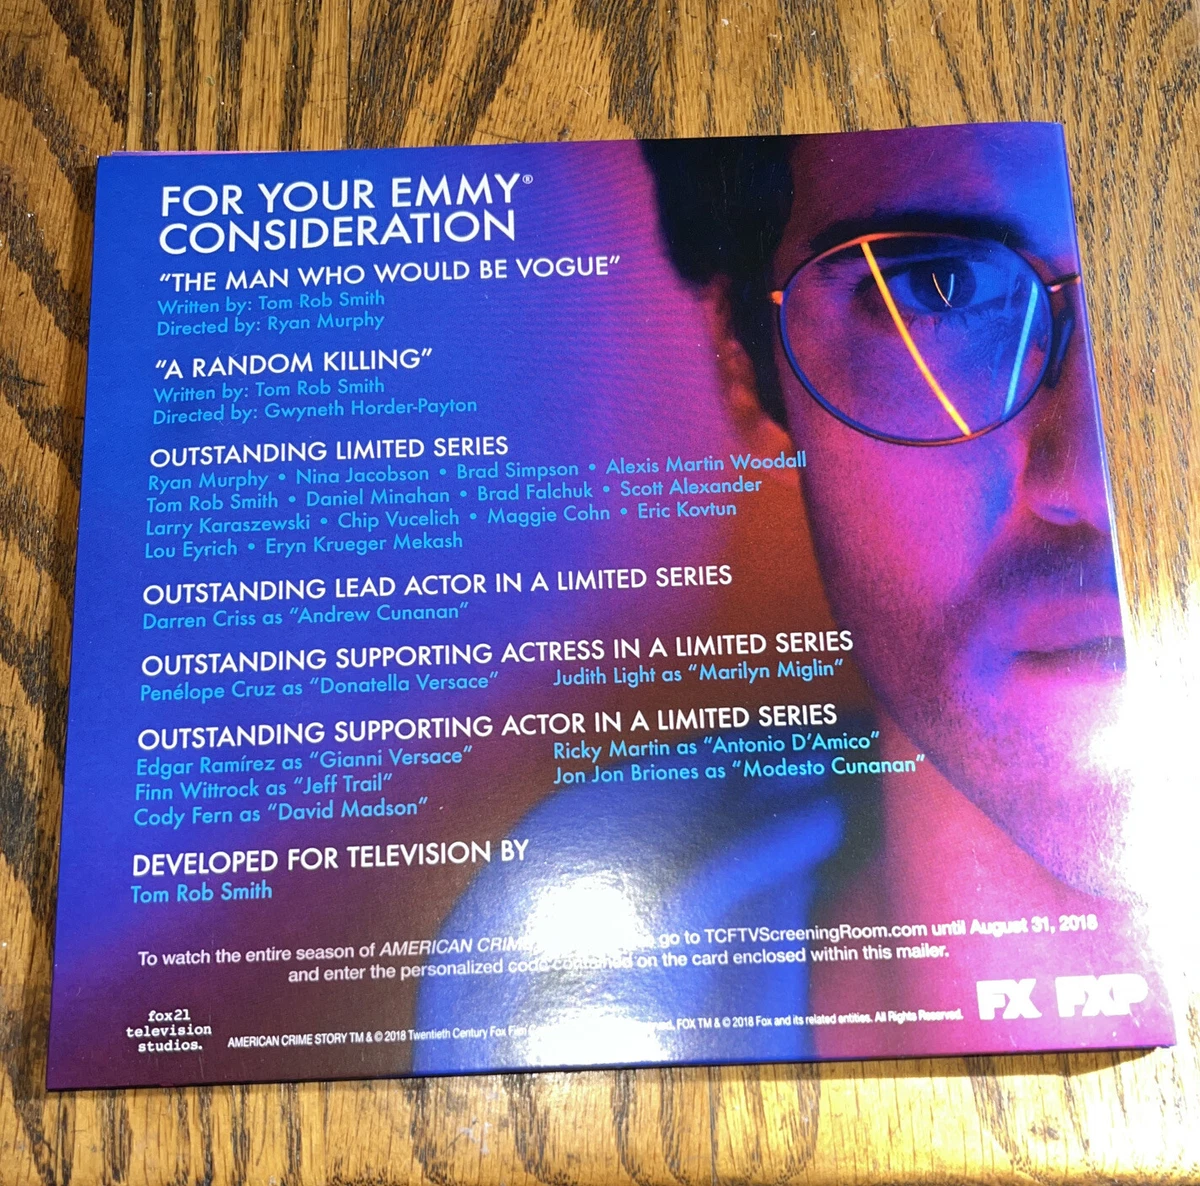 FOR YOUR EMMY®
CONSIDERATION
“THE MAN WHO WOULD BE VOGUE”
Written by: Tom Rob Smith
Directed by: Ryan Murphy
“A RANDOM KILLING”
Written by: Tom Rob Smith
Directed by: Gwyneth Horder-Payton
OUTSTANDING LIMITED SERIES
Ryan Murphy • Nina Jacobson • Brad Simpson • Alexis Martin Woodall
Tom Rob Smith • Daniel Minahan • Brad Falchuk • Scott Alexander
Larry Karaszewski • Chip Vucelich • Maggie Cohn • Eric Kovtun
Lou Eyrich • Eryn Krueger Mekash
OUTSTANDING LEAD ACTOR IN A LIMITED SERIES
Darren Criss as “Andrew Cunanan”
OUTSTANDING SUPPORTING ACTRESS IN A LIMITED SERIES
Penélope Cruz as “Donatella Versace” Judith Light as “Marilyn Miglin”
OUTSTANDING SUPPORTING ACTOR IN A LIMITED SERIES
Edgar Ramírez as “Gianni Versace” Ricky Martin as “Antonio D’Amico”
Finn Wittrock as “Jeff Trail” Jon Jon Briones as “Modesto Cunanan”
Cody Fern as “David Madson”
DEVELOPED FOR TELEVISION BY
Tom Rob Smith
To watch the entire season of AMERICAN CRIME go to TCFTVScreeningRoom.com until August 31, 2018
and enter the personalized code contained on the card enclosed within this mailer.
FX FXP
fox21
television
studios.
AMERICAN CRIME STORY TM & © 2018 Twentieth Century Fox Film FOX TM & © 2018 Fox and its related entities. All Rights Reserved.